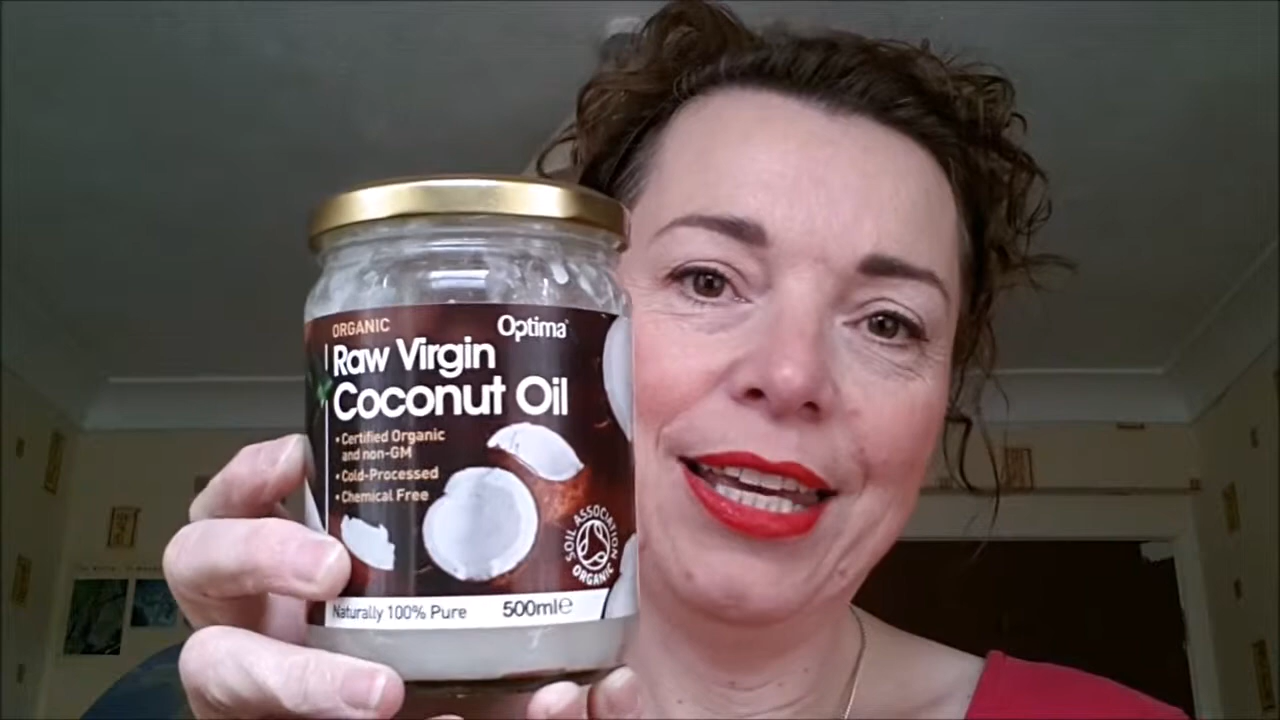 ORGANIC
Optima
Raw Virgin
Coconut Oil
• Certified Organic
and non-GM
• Cold-Processed
• Chemical Free
SOIL ASSOCIATION
ORGANIC
Naturally 100% Pure
500ml℮